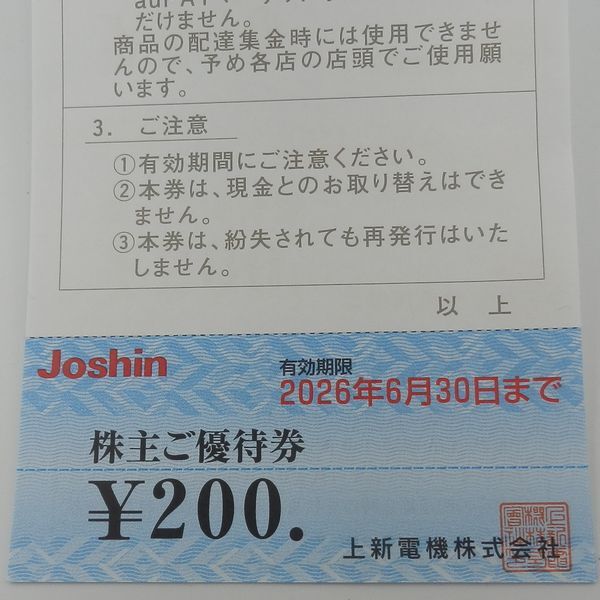 だけません。
商品の配達集金時には使用できませ
んので、予め各店の店頭でご使用願
います。
3. ご注意
①有効期間にご注意ください。
②本券は、現金とのお取り替えはでき
ません。
③本券は、紛失されても再発行はいた
しません。
以 上
Joshin
有効期限
2026年6月30日まで
株主ご優待券
¥200.
上新電機株式会社